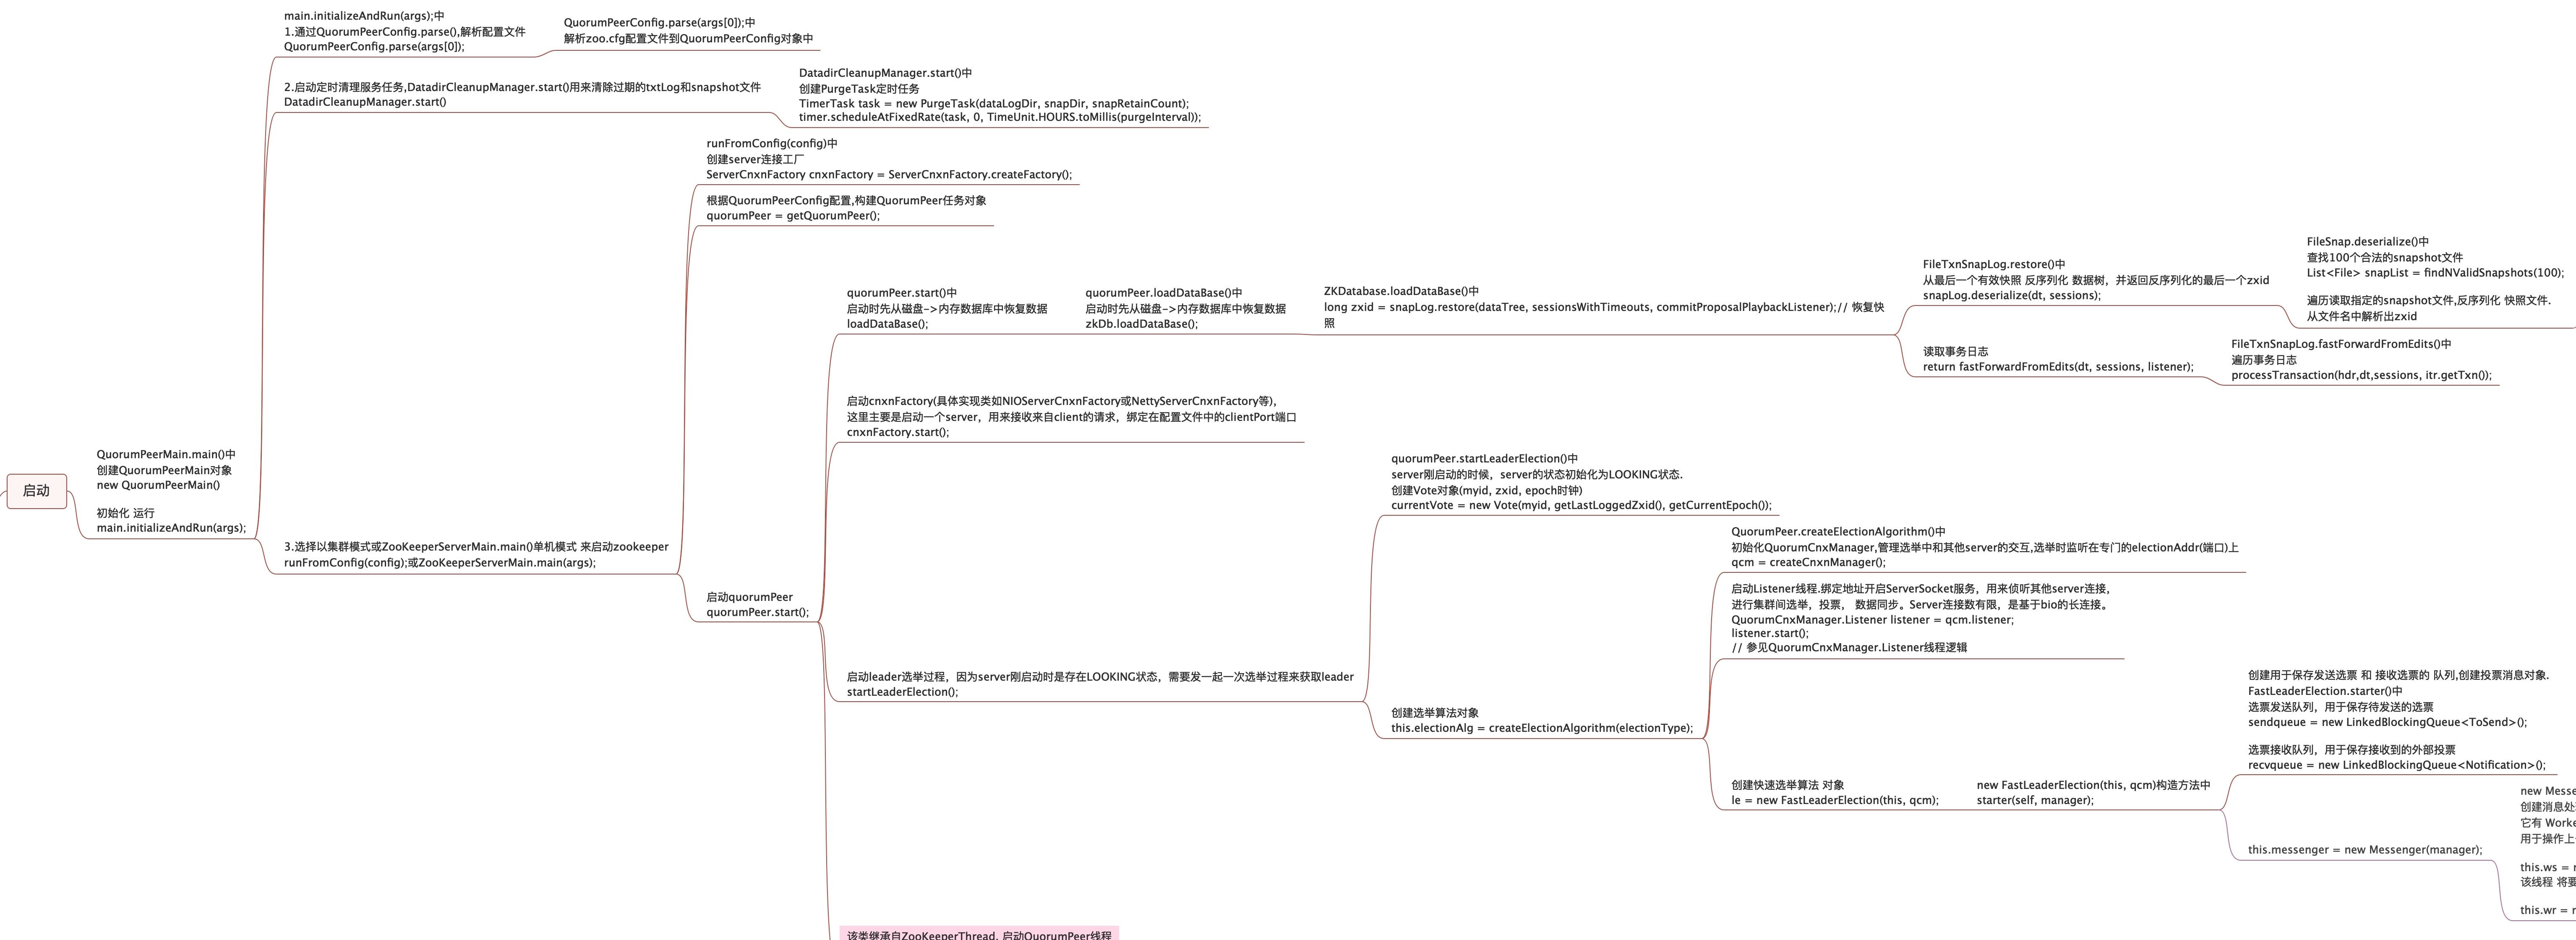 启动
QuorumPeerMain.main()中
创建QuorumPeerMain对象
new QuorumPeerMain()
初始化 运行
main.initializeAndRun(args);
main.initializeAndRun(args);中
1.通过QuorumPeerConfig.parse(),解析配置文件
QuorumPeerConfig.parse(args[0]);
QuorumPeerConfig.parse(args[0]);中
解析zoo.cfg配置文件到QuorumPeerConfig对象中
2.启动定时清理服务任务,DatadirCleanupManager.start()用来清除过期的txtLog和snapshot文件
DatadirCleanupManager.start()
DatadirCleanupManager.start()中
创建PurgeTask定时任务
TimerTask task = new PurgeTask(dataLogDir, snapDir, snapRetainCount);
timer.scheduleAtFixedRate(task, 0, TimeUnit.HOURS.toMillis(purgeInterval));
3.选择以集群模式或ZooKeeperServerMain.main()单机模式 来启动zookeeper
runFromConfig(config);或ZooKeeperServerMain.main(args);
runFromConfig(config)中
创建server连接工厂
ServerCnxnFactory cnxnFactory = ServerCnxnFactory.createFactory();
根据QuorumPeerConfig配置,构建QuorumPeer任务对象
quorumPeer = getQuorumPeer();
启动quorumPeer
quorumPeer.start();
quorumPeer.start()中
启动时先从磁盘->内存数据库中恢复数据
loadDataBase();
quorumPeer.loadDataBase()中
启动时先从磁盘->内存数据库中恢复数据
zkDb.loadDataBase();
ZKDatabase.loadDataBase()中
long zxid = snapLog.restore(dataTree, sessionsWithTimeouts, commitProposalPlaybackListener);// 恢复快
照
FileTxnSnapLog.restore()中
从最后一个有效快照 反序列化 数据树，并返回反序列化的最后一个zxid
snapLog.deserialize(dt, sessions);
FileSnap.deserialize()中
查找100个合法的snapshot文件
List<File> snapList = findNValidSnapshots(100);
遍历读取指定的snapshot文件,反序列化 快照文件.
从文件名中解析出zxid
读取事务日志
return fastForwardFromEdits(dt, sessions, listener);
FileTxnSnapLog.fastForwardFromEdits()中
遍历事务日志
processTransaction(hdr,dt,sessions, itr.getTxn());
启动cnxnFactory(具体实现类如NIOServerCnxnFactory或NettyServerCnxnFactory等)，
这里主要是启动一个server，用来接收来自client的请求，绑定在配置文件中的clientPort端口
cnxnFactory.start();
启动leader选举过程，因为server刚启动时是存在LOOKING状态，需要发一起一次选举过程来获取leader
startLeaderElection();
quorumPeer.startLeaderElection()中
server刚启动的时候，server的状态初始化为LOOKING状态.
创建Vote对象(myid, zxid, epoch时钟)
currentVote = new Vote(myid, getLastLoggedZxid(), getCurrentEpoch());
创建选举算法对象
this.electionAlg = createElectionAlgorithm(electionType);
QuorumPeer.createElectionAlgorithm()中
初始化QuorumCnxManager,管理选举中和其他server的交互,选举时监听在专门的electionAddr(端口)上
qcm = createCnxnManager();
启动Listener线程.绑定地址开启ServerSocket服务，用来侦听其他server连接，
进行集群间选举，投票， 数据同步。Server连接数有限，是基于bio的长连接。
QuorumCnxManager.Listener listener = qcm.listener;
listener.start();
// 参见QuorumCnxManager.Listener线程逻辑
创建快速选举算法 对象
le = new FastLeaderElection(this, qcm);
new FastLeaderElection(this, qcm)构造方法中
starter(self, manager);
创建用于保存发送选票 和 接收选票的 队列,创建投票消息对象.
FastLeaderElection.starter()中
选票发送队列，用于保存待发送的选票
sendqueue = new LinkedBlockingQueue<ToSend>();
选票接收队列，用于保存接收到的外部投票
recvqueue = new LinkedBlockingQueue<Notification>();
this.messenger = new Messenger(manager);
new Messe
创建消息处
它有 Worke
用于操作上
this.ws = r
该线程 将要
this.wr = r
该类继承自ZooKeeperThread, 启动QuorumPeer线程